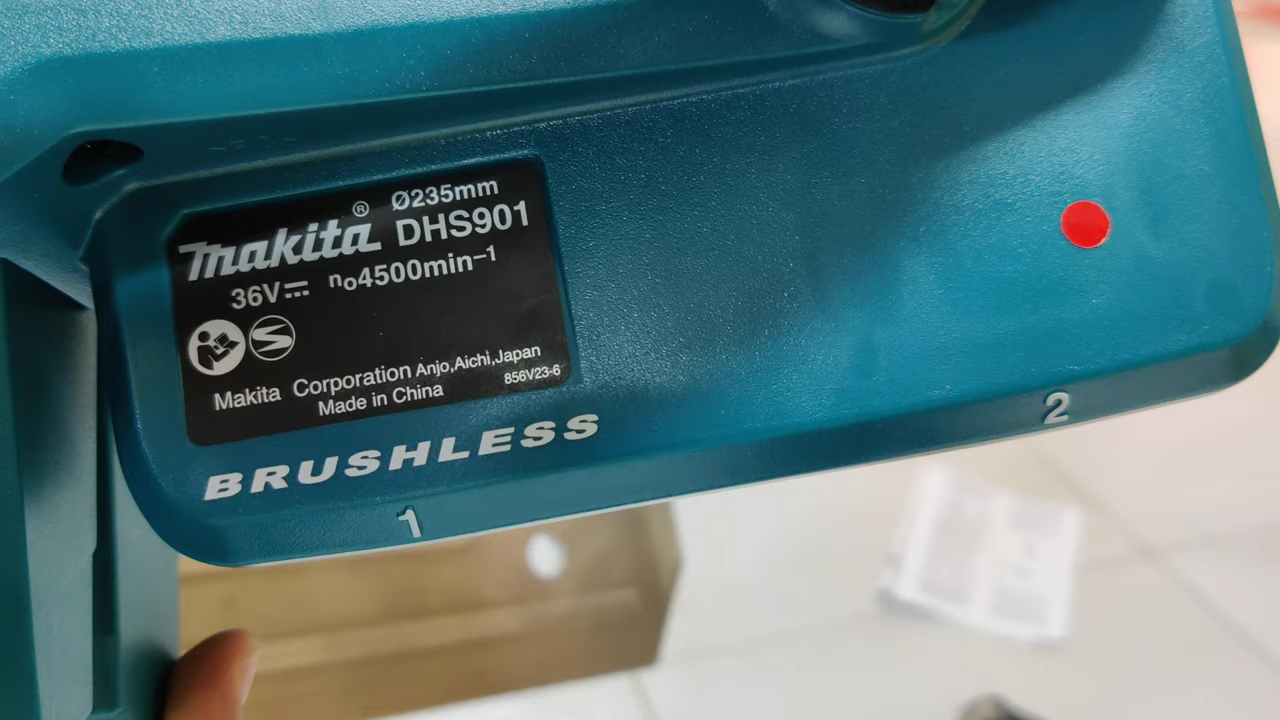 Ø235mm
makita® DHS901
36V⎓ n₀4500min⁻¹
Makita Corporation Anjo,Aichi,Japan
Made in China 856V23-6
BRUSHLESS
1
2